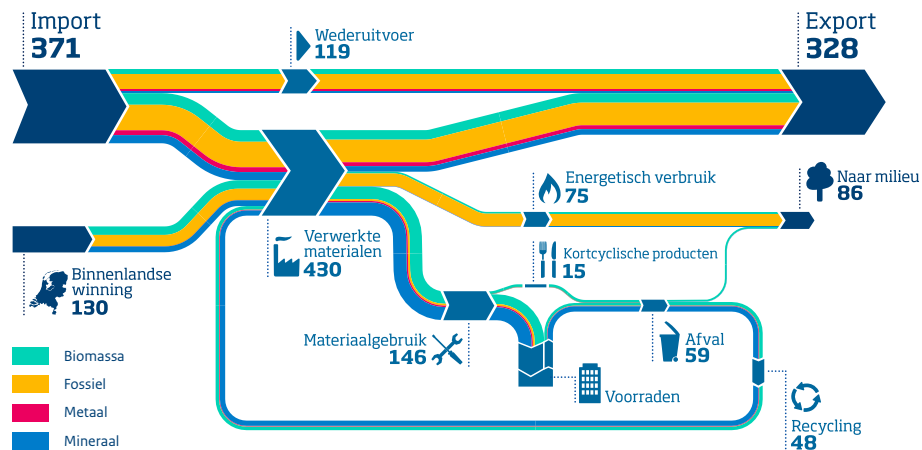 Import
371
Wederuitvoer
119
Export
328
Energetisch verbruik
75
Naar milieu
86
Verwerkte
materialen
430
Kortcyclische producten
15
Binnenlandse
winning
130
Materiaalgebruik
146
Afval
59
Voorraden
Recycling
48
Biomassa
Fossiel
Metaal
Mineraal